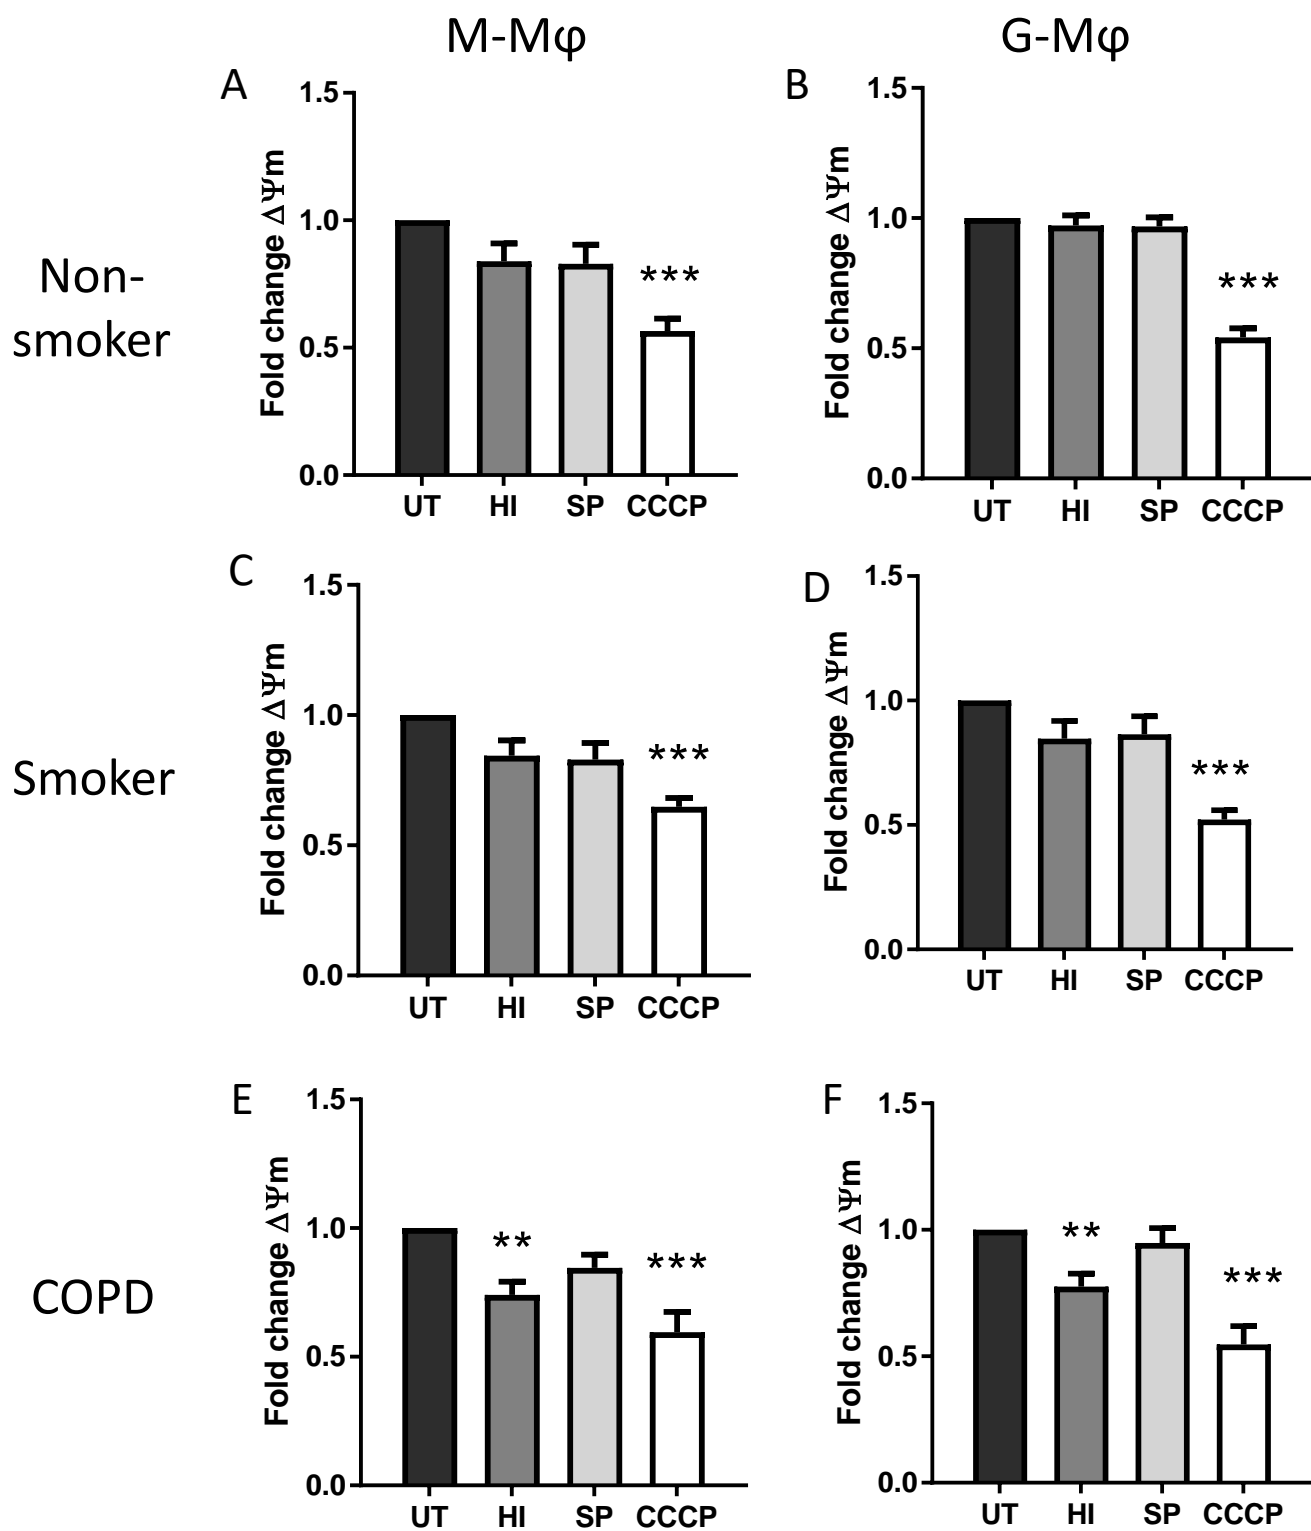 M-Mφ
G-Mφ
Non-
smoker
A
Fold change ΔΨm
1.5
1.0
0.5
0.0
***
UT HI SP CCCP
B
Fold change ΔΨm
1.5
1.0
0.5
0.0
***
UT HI SP CCCP
Smoker
C
Fold change ΔΨm
1.5
1.0
0.5
0.0
***
UT HI SP CCCP
D
Fold change ΔΨm
1.5
1.0
0.5
0.0
***
UT HI SP CCCP
COPD
E
Fold change ΔΨm
1.5
1.0
0.5
0.0
**
***
UT HI SP CCCP
F
Fold change ΔΨm
1.5
1.0
0.5
0.0
**
***
UT HI SP CCCP